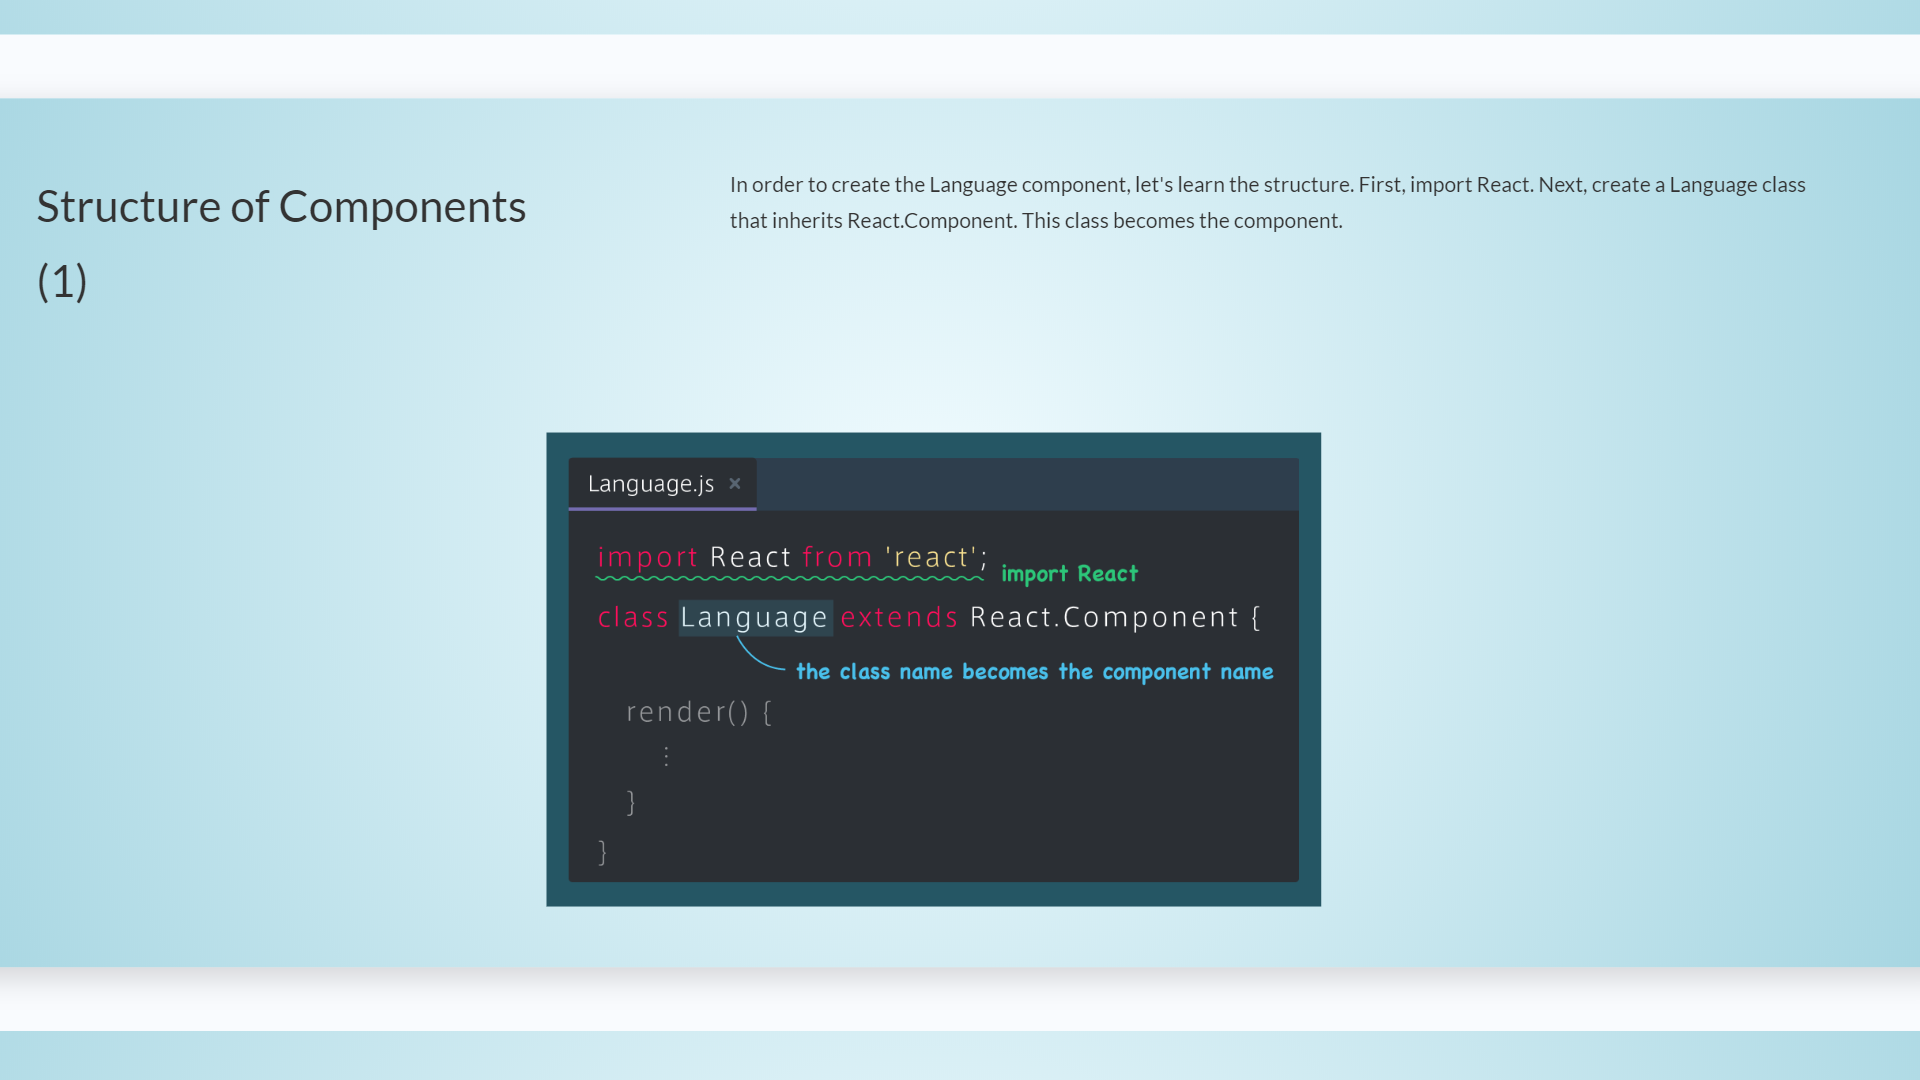 Structure of Components
(1)
In order to create the Language component, let's learn the structure. First, import React. Next, create a Language class
that inherits React.Component. This class becomes the component.
Language.js ×
import React from 'react';
import React
class Language extends React.Component {
the class name becomes the component name
render() {
⋮
}
}